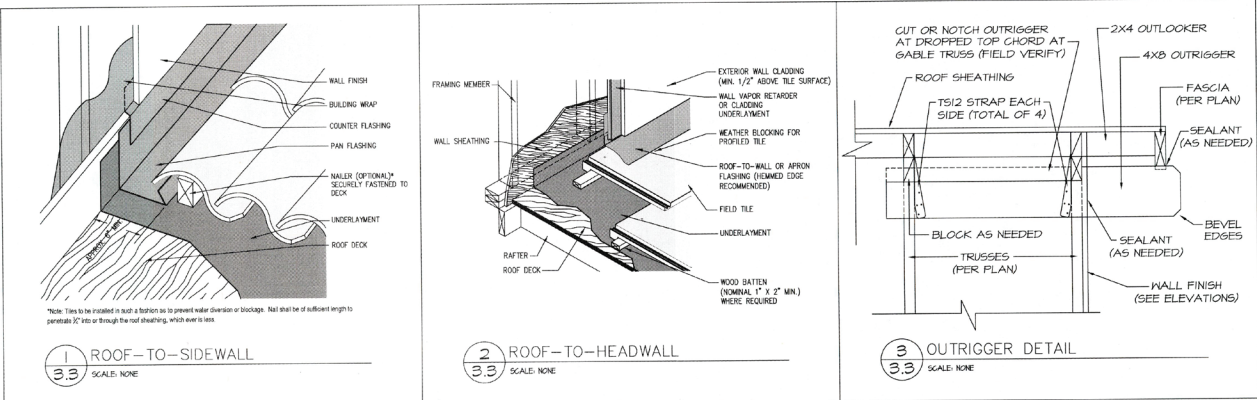 WALL FINISH
BUILDING WRAP
COUNTER FLASHING
PAN FLASHING
NAILER (OPTIONAL)*
SECURELY FASTENED TO
DECK
UNDERLAYMENT
ROOF DECK
APPROX. 6" MIN.
*Note: Tiles to be installed in such a fashion as to prevent water diversion or blockage. Nail shall be of sufficient length to
penetrate ¾" into or through the roof sheathing, which ever is less.
1
3.3
ROOF-TO-SIDEWALL
SCALE: NONE
FRAMING MEMBER
WALL SHEATHING
EXTERIOR WALL CLADDING
(MIN. 1/2" ABOVE TILE SURFACE)
WALL VAPOR RETARDER
OR CLADDING
UNDERLAYMENT
WEATHER BLOCKING FOR
PROFILED TILE
ROOF-TO-WALL OR APRON
FLASHING (HEMMED EDGE
RECOMMENDED)
FIELD TILE
UNDERLAYMENT
RAFTER
ROOF DECK
WOOD BATTEN
(NOMINAL 1" X 2" MIN.)
WHERE REQUIRED
2
3.3
ROOF-TO-HEADWALL
SCALE: NONE
CUT OR NOTCH OUTRIGGER
AT DROPPED TOP CHORD AT
GABLE TRUSS (FIELD VERIFY)
2X4 OUTLOOKER
4X8 OUTRIGGER
ROOF SHEATHING
TS12 STRAP EACH
SIDE (TOTAL OF 4)
FASCIA
(PER PLAN)
SEALANT
(AS NEEDED)
BLOCK AS NEEDED
TRUSSES
(PER PLAN)
SEALANT
(AS NEEDED)
BEVEL
EDGES
WALL FINISH
(SEE ELEVATIONS)
3
3.3
OUTRIGGER DETAIL
SCALE: NONE